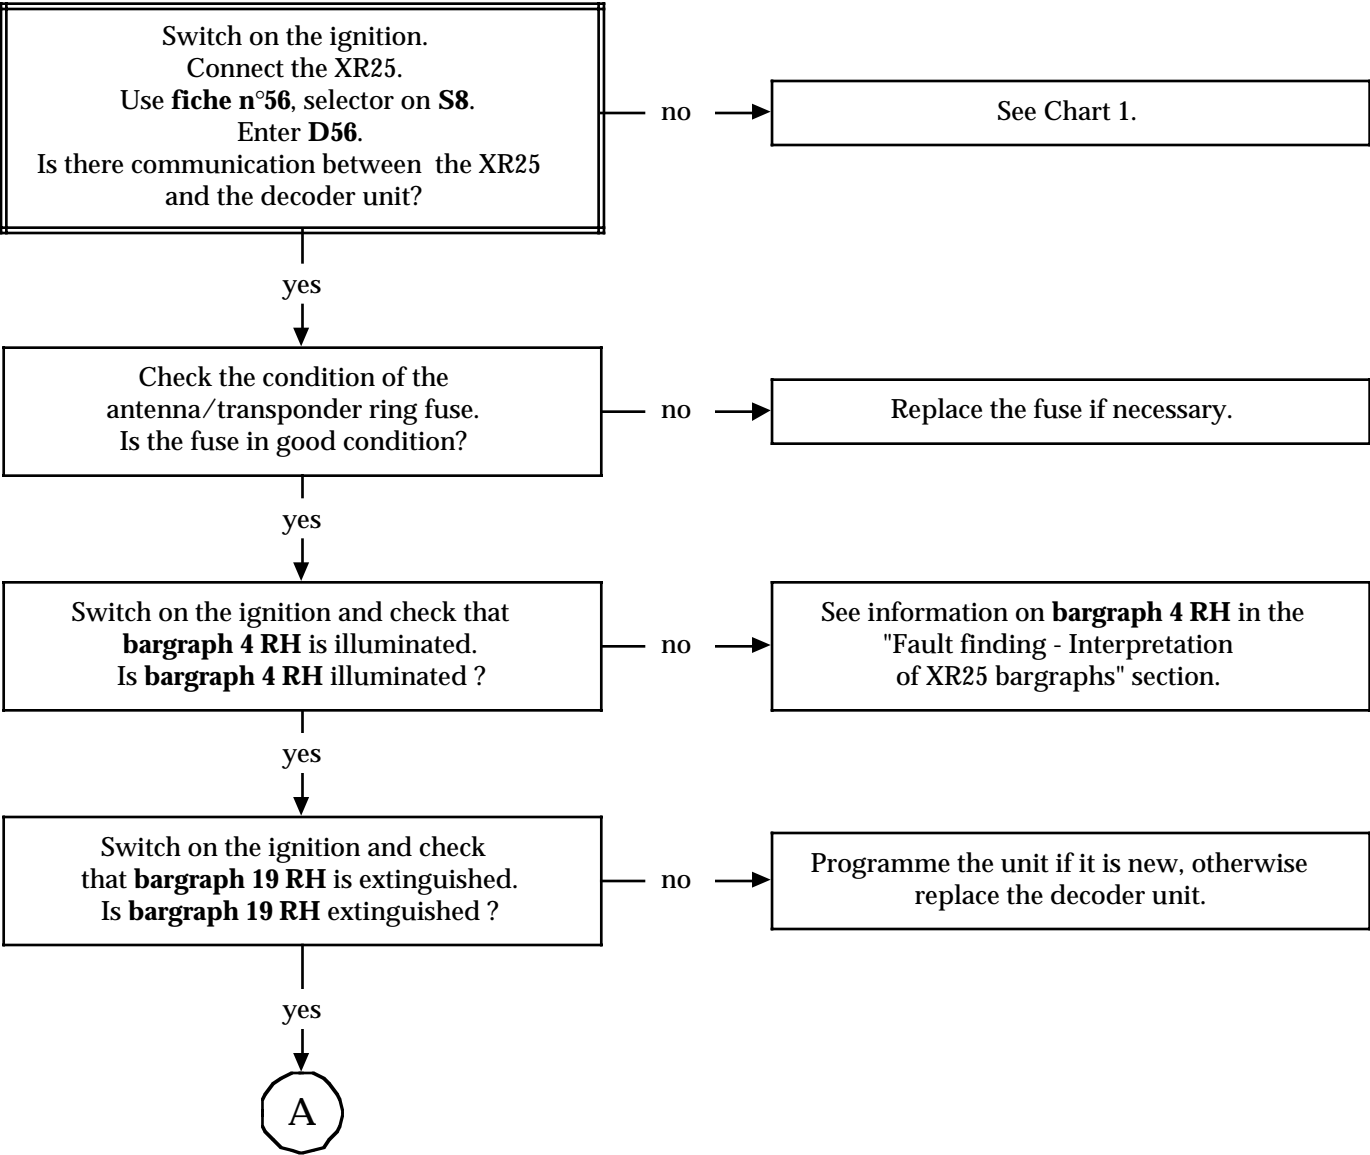 Switch on the ignition.
Connect the XR25.
Use fiche n°56, selector on S8.
Enter D56.
Is there communication between the XR25
and the decoder unit?
no
See Chart 1.
yes
Check the condition of the
antenna/transponder ring fuse.
Is the fuse in good condition?
no
Replace the fuse if necessary.
yes
Switch on the ignition and check that
bargraph 4 RH is illuminated.
Is bargraph 4 RH illuminated ?
no
See information on bargraph 4 RH in the
"Fault finding - Interpretation
of XR25 bargraphs" section.
yes
Switch on the ignition and check
that bargraph 19 RH is extinguished.
Is bargraph 19 RH extinguished ?
no
Programme the unit if it is new, otherwise
replace the decoder unit.
yes
A